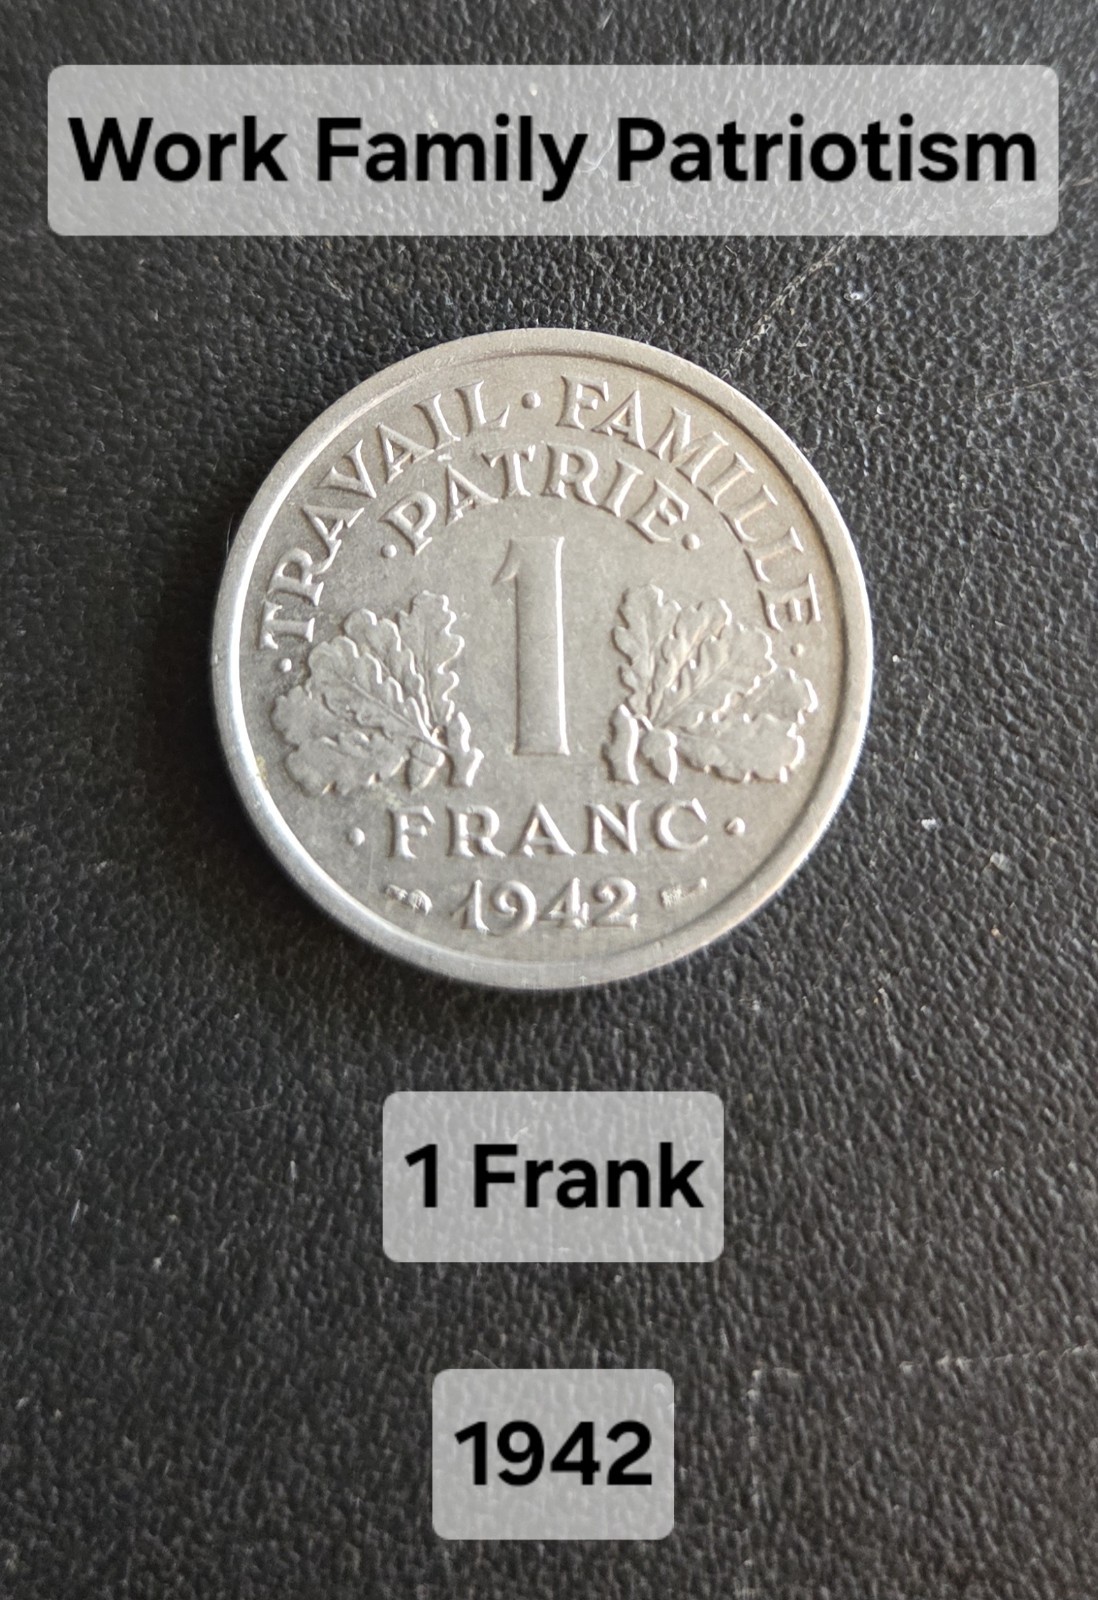 Work Family Patriotism
· TRAVAIL · FAMILLE ·
· PATRIE ·
1
· FRANC ·
1942
1 Frank
1942